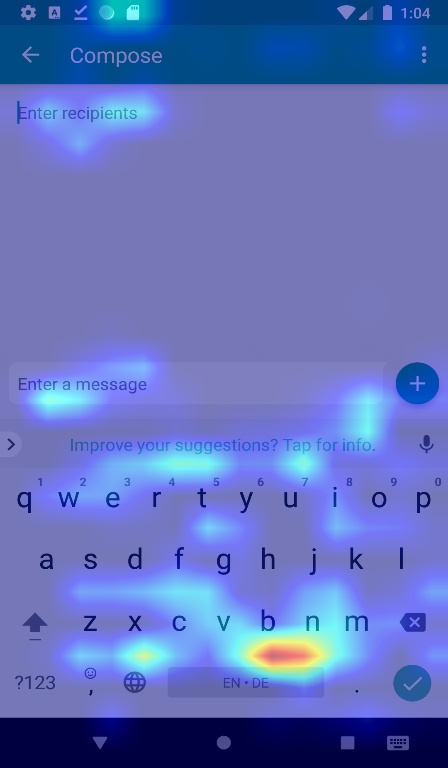 1:04
Compose
Enter recipients
Enter a message
Improve your suggestions? Tap for info.
1 2 3 4 5 6 7 8 9 0
q w e r t y u i o p
a s d f g h j k l
z x c v b n m
?123 , EN • DE .